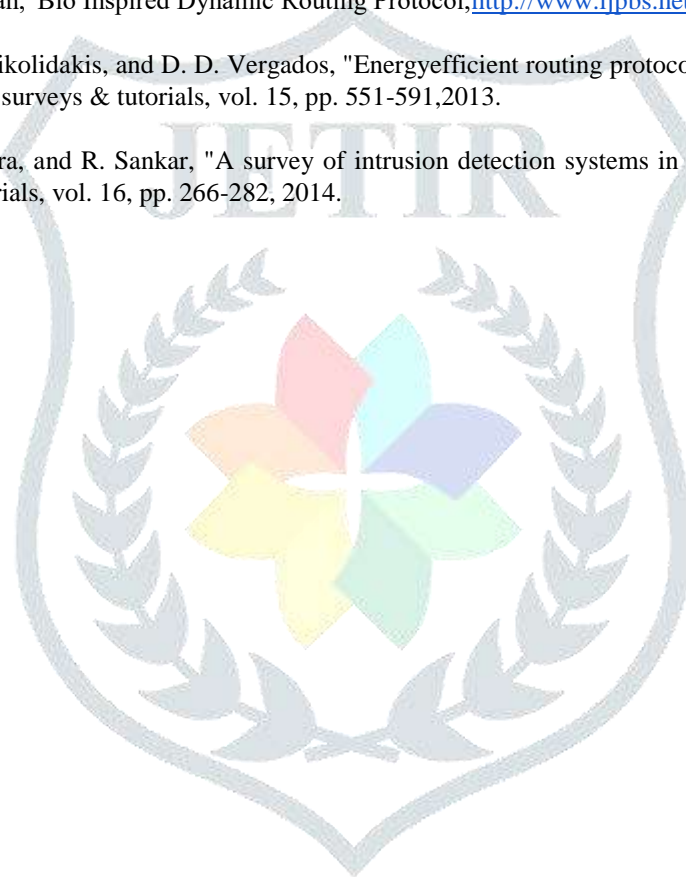 Bio Inspired Dynamic Routing Protocol,http://www.ijpbs.net
ikolidakis, and D. D. Vergados, "Energyefficient routing protoco
surveys & tutorials, vol. 15, pp. 551-591,2013.
ra, and R. Sankar, "A survey of intrusion detection systems in
rials, vol. 16, pp. 266-282, 2014.
JETIR